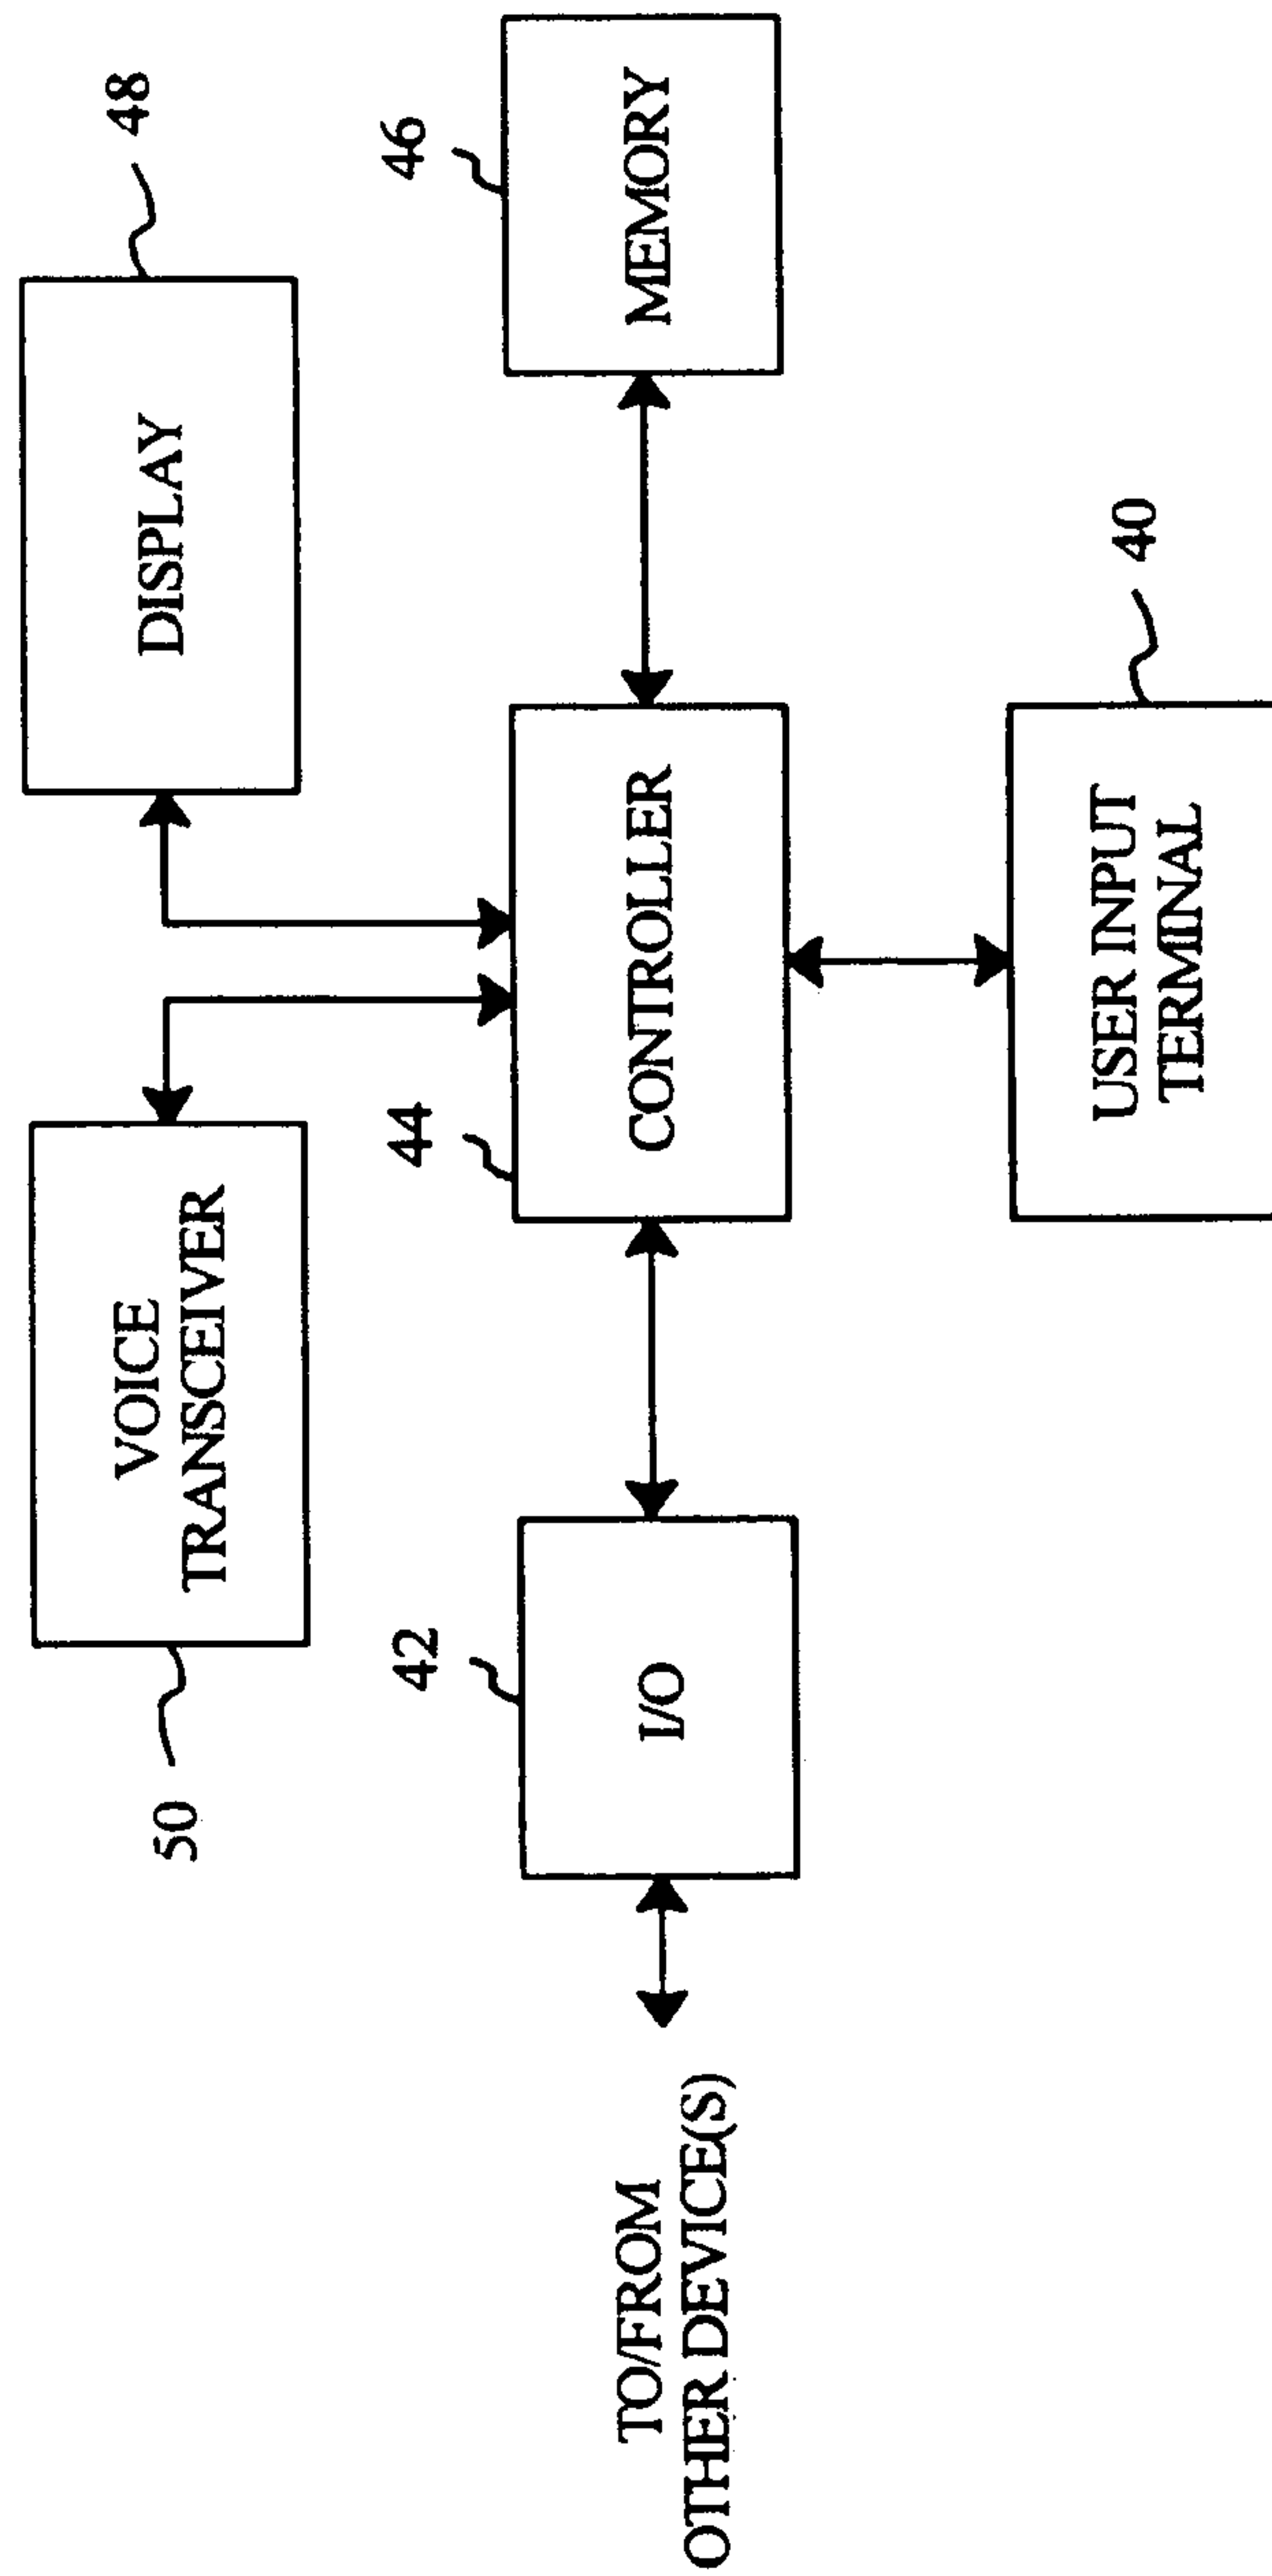 50
VOICE
TRANSCEIVER
DISPLAY
48
TO/FROM
OTHER DEVICE(S)
42
I/O
44
CONTROLLER
46
MEMORY
USER INPUT
TERMINAL
40